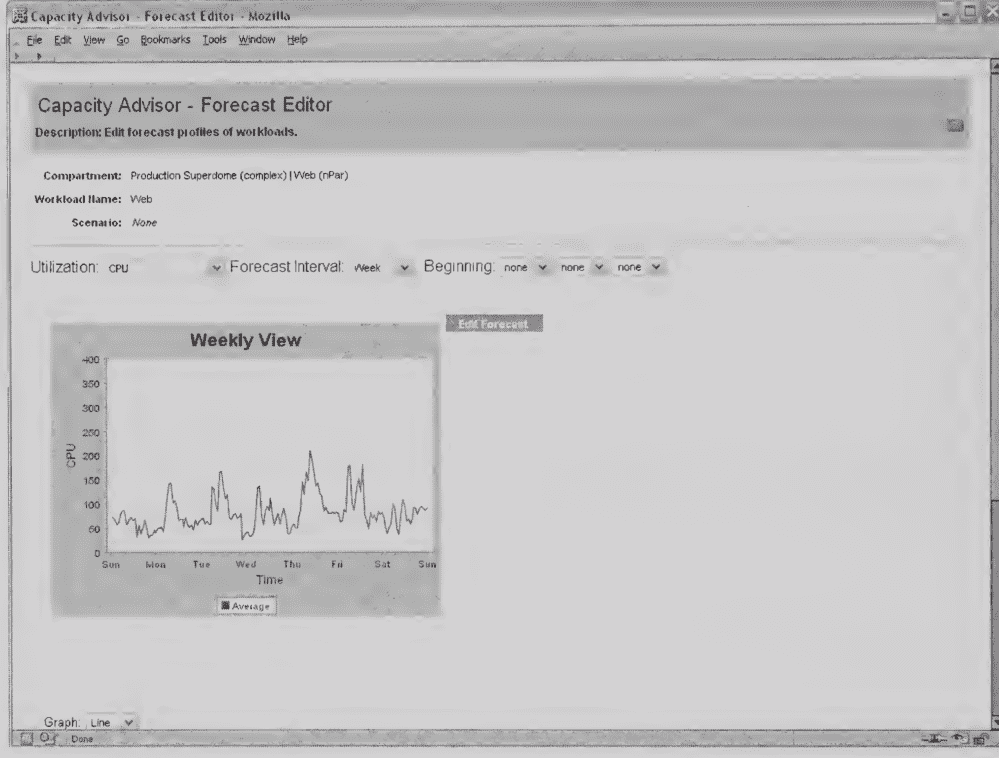 Capacity Advisor - Forecast Editor - Mozilla
File Edit View Go Bookmarks Tools Window Help
Capacity Advisor - Forecast Editor
Description: Edit forecast profiles of workloads.
Compartment: Production Superdome (complex) | Web (nPar)
Workload Name: Web
Scenario: None
Utilization: CPU Forecast Interval: Week Beginning: none none none
Edit Forecast
Weekly View
400
350
300
250
200
150
100
50
0
CPU
Sun Mon Tue Wed Thu Fri Sat Sun
Time
Average
Graph: Line
Done